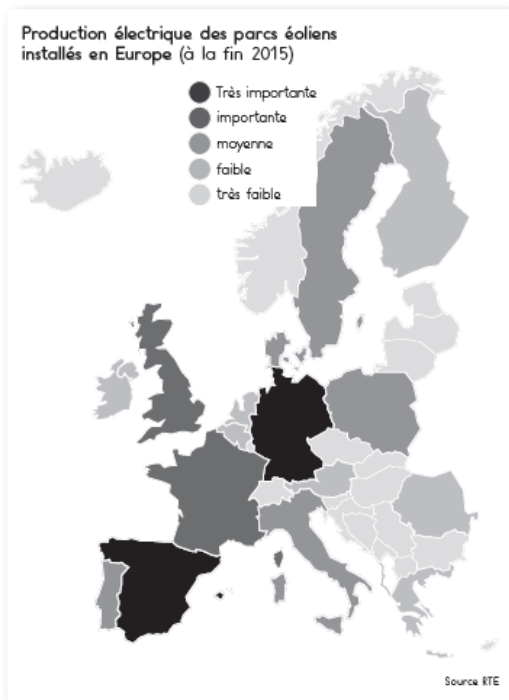 Production électrique des parcs éoliens
installés en Europe (à la fin 2015)
Très importante
importante
moyenne
faible
très faible
Source RTE